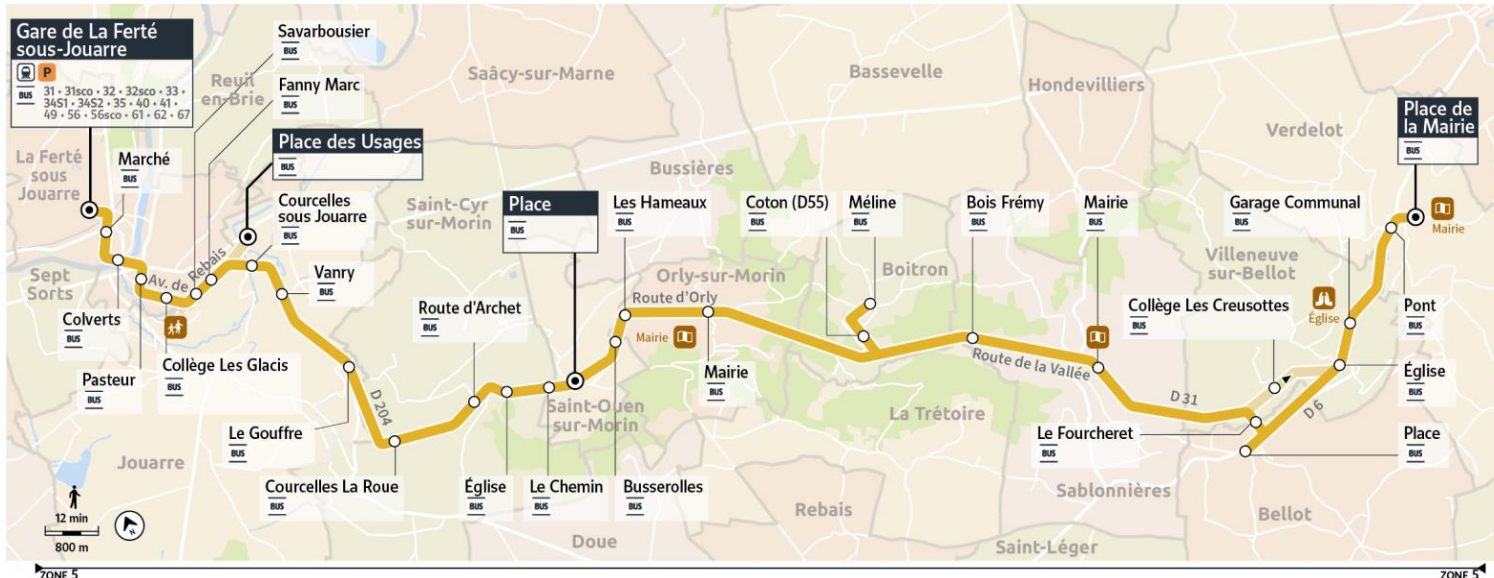 Gare de La Ferté
sous-Jouarre
P
BUS
31 • 31sco • 32 • 32sco • 33 •
34S1 • 34S2 • 35 • 40 • 41 •
49 • 56 • 56sco • 61 • 62 • 67
Savarbousier
BUS
Reuil
en-Brie
Fanny Marc
BUS
Saâcy-sur-Marne
Bassevelle
Hondevilliers
Verdelot
Place de
la Mairie
BUS
Mairie
La Ferté
sous
Jouarre
Marché
BUS
Place des Usages
BUS
Bussières
Courcelles
sous Jouarre
BUS
Saint-Cyr
sur-Morin
Place
BUS
Les Hameaux
BUS
Coton (D55)
BUS
Méline
BUS
Bois Frémy
BUS
Mairie
BUS
Garage Communal
BUS
Villeneuve
sur-Bellot
Sept
Sorts
Av. de Rebais
Vanry
BUS
Orly-sur-Morin
Boitron
Route d'Orly
Route d'Archet
BUS
Collège Les Creusottes
BUS
Église
Pont
BUS
Colverts
BUS
Mairie
Pasteur
BUS
Collège Les Glacis
BUS
Mairie
BUS
Route de la Vallée
Église
BUS
D 204
Saint-Ouen
sur-Morin
La Trétoire
D 31
D 6
Le Gouffre
BUS
Le Fourcheret
BUS
Place
BUS
Jouarre
Courcelles La Roue
BUS
Église
BUS
Le Chemin
BUS
Busserolles
BUS
Rebais
Sablonnières
Bellot
12 min
800 m
N
Doue
Saint-Léger
ZONE 5
ZONE 5